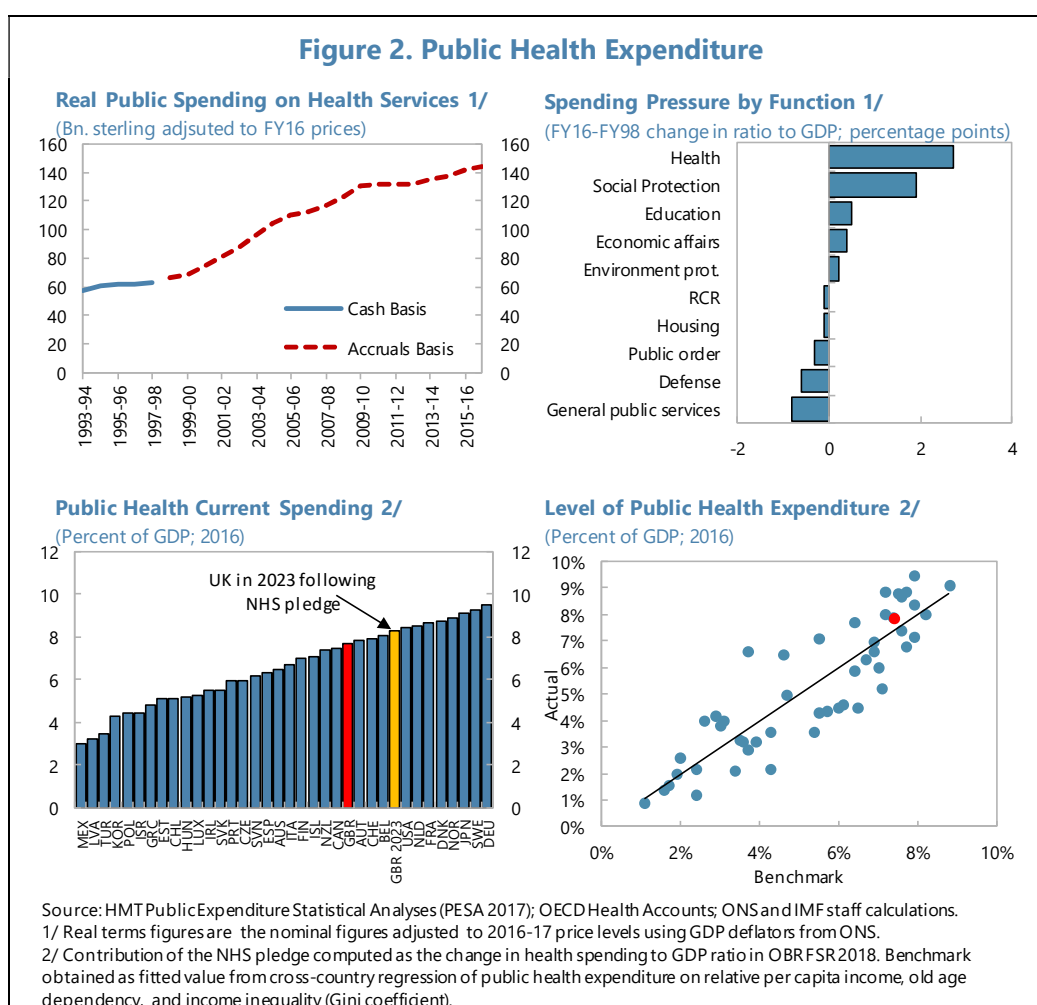 Figure 2. Public Health Expenditure
Real Public Spending on Health Services 1/
(Bn. sterling adjsuted to FY16 prices)
160
140
120
100
80
60
40
20
0
160
140
120
100
80
60
40
20
0
Cash Basis
Accruals Basis
1993-94
1995-96
1997-98
1999-00
2001-02
2003-04
2005-06
2007-08
2009-10
2011-12
2013-14
2015-16
Spending Pressure by Function 1/
(FY16-FY98 change in ratio to GDP; percentage points)
Health
Social Protection
Education
Economic affairs
Environment prot.
RCR
Housing
Public order
Defense
General public services
-2
0
2
4
Public Health Current Spending 2/
(Percent of GDP; 2016)
12
10
8
6
4
2
0
12
10
8
6
4
2
0
UK in 2023 following
NHS pledge
MEX
LVA
TUR
KOR
POL
ISR
GRC
EST
CHL
HUN
LUX
IRL
SVK
PRT
CZE
SVN
ESP
AUS
ITA
FIN
ISL
NZL
CAN
GBR
AUT
CHE
BEL
GBR 2023
USA
NLD
FRA
DNK
NOR
JPN
SWE
DEU
Level of Public Health Expenditure 2/
(Percent of GDP; 2016)
10%
9%
8%
7%
6%
5%
4%
3%
2%
1%
0%
Actual
0%
2%
4%
6%
8%
10%
Benchmark
Source: HMT Public Expenditure Statistical Analyses (PESA 2017); OECD Health Accounts; ONS and IMF staff calculations.
1/ Real terms figures are the nominal figures adjusted to 2016-17 price levels using GDP deflators from ONS.
2/ Contribution of the NHS pledge computed as the change in health spending to GDP ratio in OBR FSR 2018. Benchmark
obtained as fitted value from cross-country regression of public health expenditure on relative per capita income, old age
dependency, and income inequality (Gini coefficient).